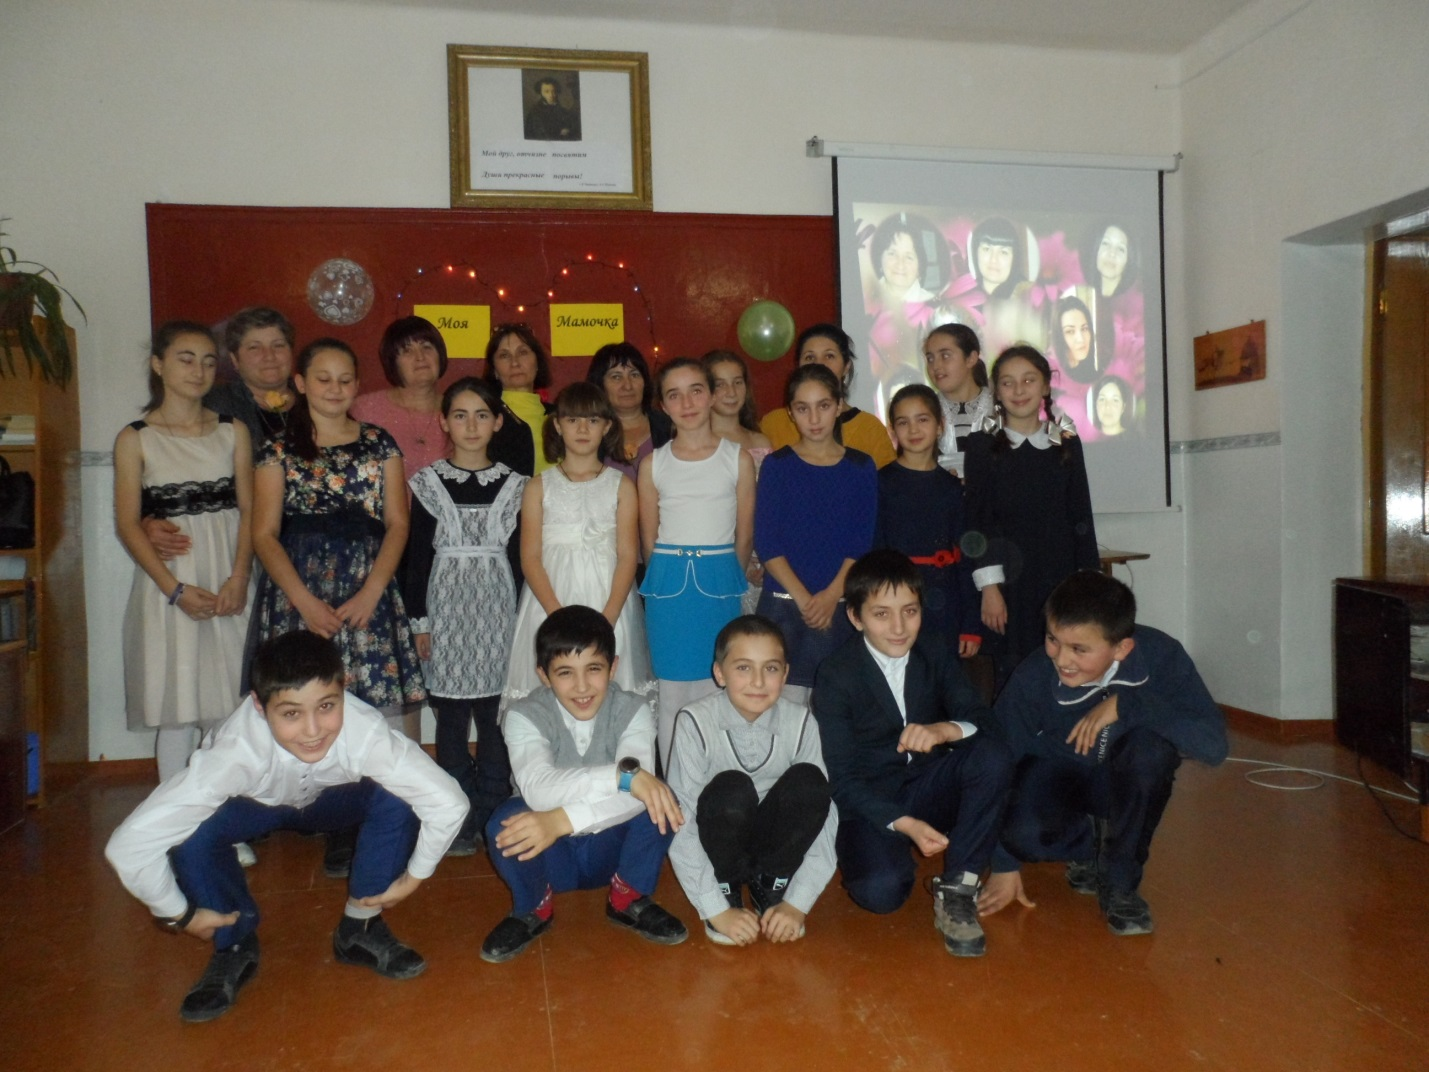 Мой друг, отчизне посвятим
Души прекрасные порывы!
Моя
Мамочка